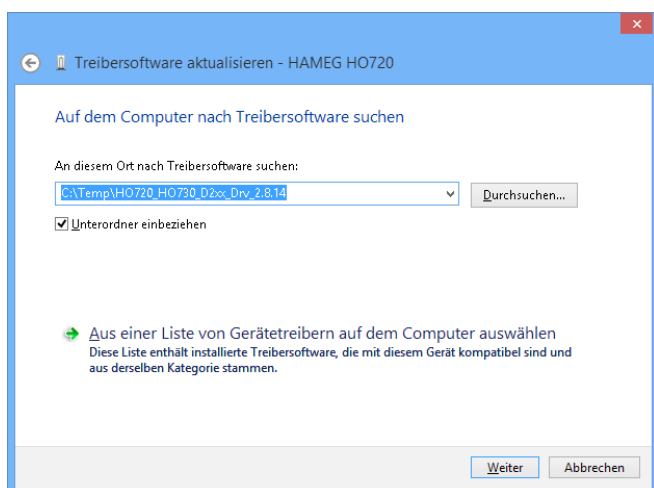 Treibersoftware aktualisieren - HAMEG HO720
Auf dem Computer nach Treibersoftware suchen
An diesem Ort nach Treibersoftware suchen:
C:\Temp\HO720_HO730_D2xx_Drv_2.8.14
Durchsuchen...
Unterordner einbeziehen
Aus einer Liste von Gerätetreibern auf dem Computer auswählen
Diese Liste enthält installierte Treibersoftware, die mit diesem Gerät kompatibel sind und
aus derselben Kategorie stammen.
Weiter
Abbrechen